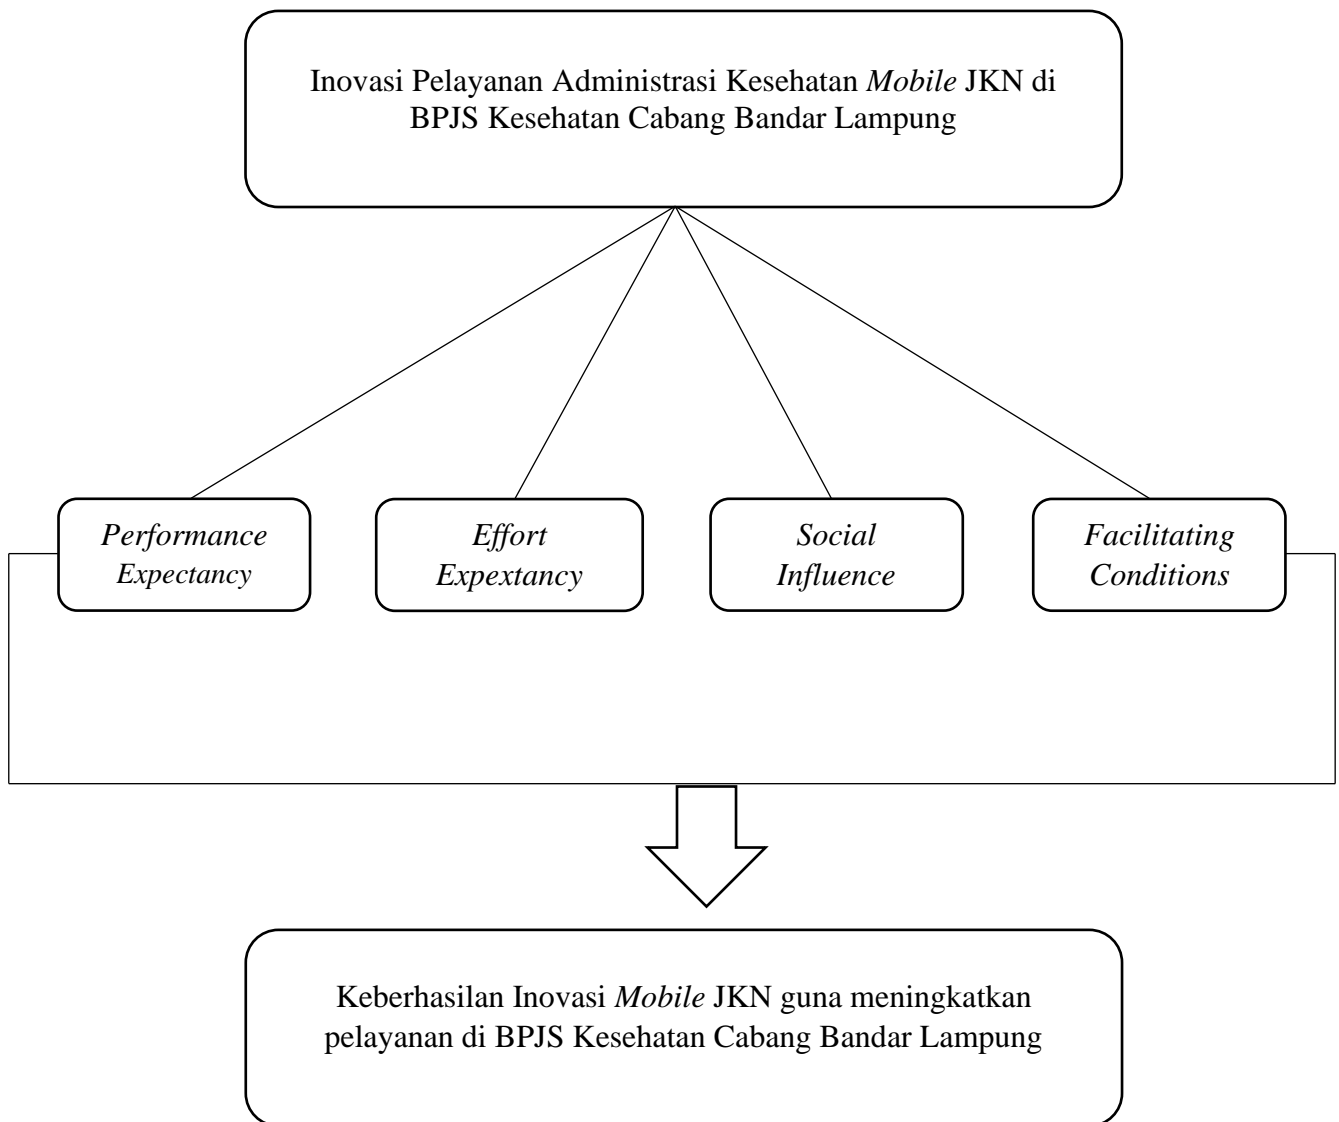 Inovasi Pelayanan Administrasi Kesehatan Mobile JKN di
BPJS Kesehatan Cabang Bandar Lampung
Performance
Expectancy
Effort
Expextancy
Social
Influence
Facilitating
Conditions
Keberhasilan Inovasi Mobile JKN guna meningkatkan
pelayanan di BPJS Kesehatan Cabang Bandar Lampung